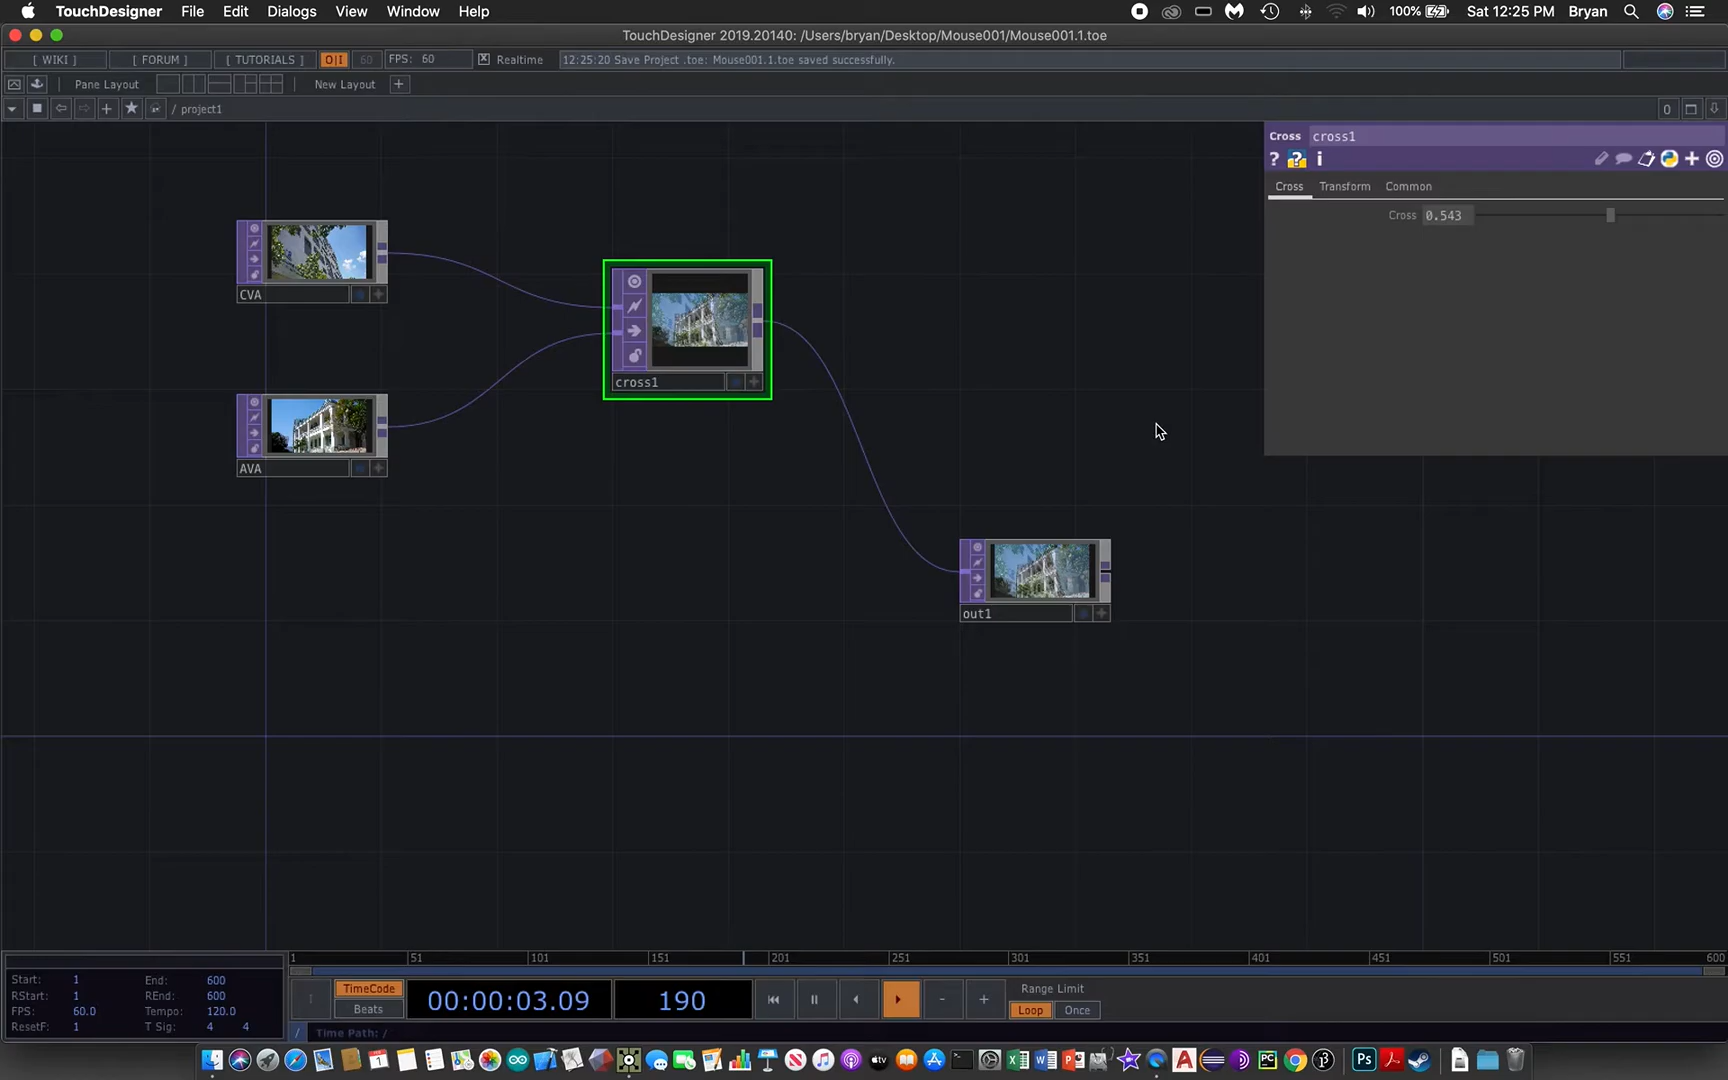 TouchDesigner File Edit Dialogs View Window Help 100% Sat 12:25 PM Bryan
TouchDesigner 2019.20140: /Users/bryan/Desktop/Mouse001/Mouse001.1.toe
[ WIKI ] [ FORUM ] [ TUTORIALS ] O|I 60 FPS: 60 Realtime 12:25:20 Save Project .toe: Mouse001.1.toe saved successfully.
Pane Layout New Layout +
/ project1 0
Cross cross1
? ? i
Cross Transform Common
Cross 0.543
CVA
cross1
AVA
out1
1 51 101 151 201 251 301 351 401 451 501 551 600
Start: 1 End: 600
RStart: 1 REnd: 600
FPS: 60.0 Tempo: 120.0
ResetF: 1 T Sig: 4 4
TimeCode
Beats
00:00:03.09 190
Range Limit
Loop Once
/ Time Path: /